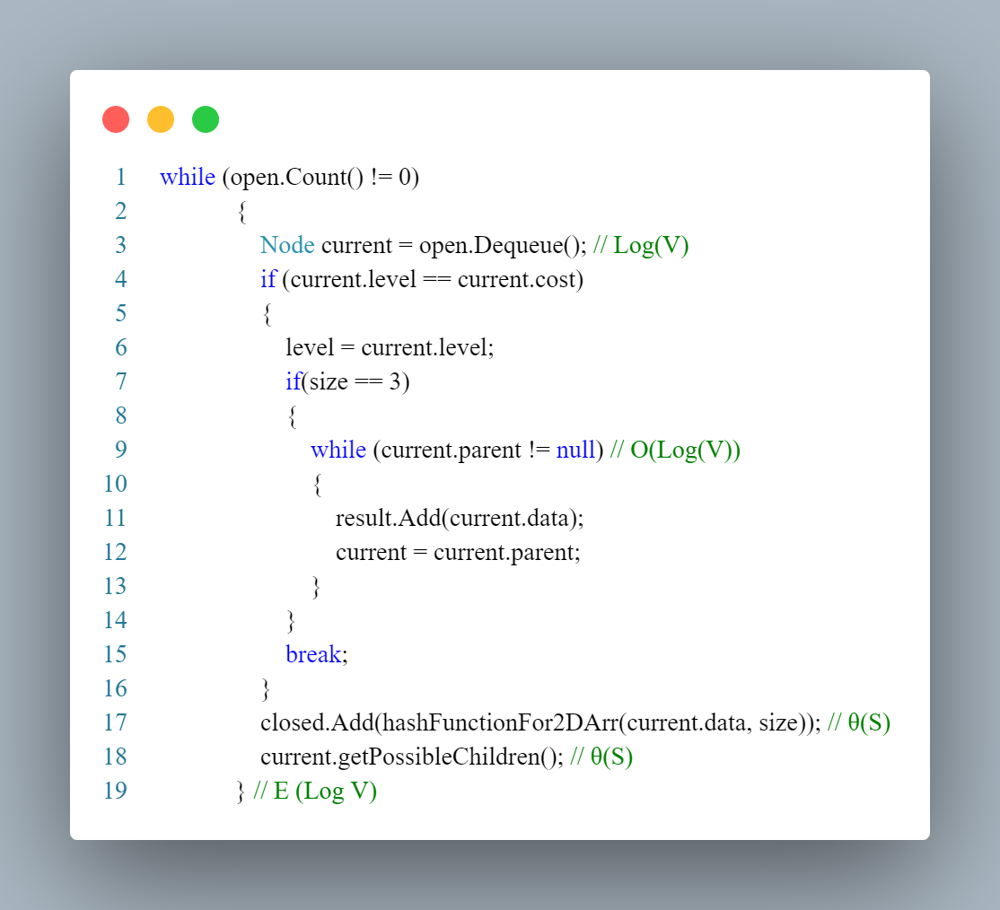 1 while (open.Count() != 0)
2 {
3 Node current = open.Dequeue(); // Log(V)
4 if (current.level == current.cost)
5 {
6 level = current.level;
7 if(size == 3)
8 {
9 while (current.parent != null) // O(Log(V))
10 {
11 result.Add(current.data);
12 current = current.parent;
13 }
14 }
15 break;
16 }
17 closed.Add(hashFunctionFor2DArr(current.data, size)); // θ(S)
18 current.getPossibleChildren(); // θ(S)
19 } // E (Log V)